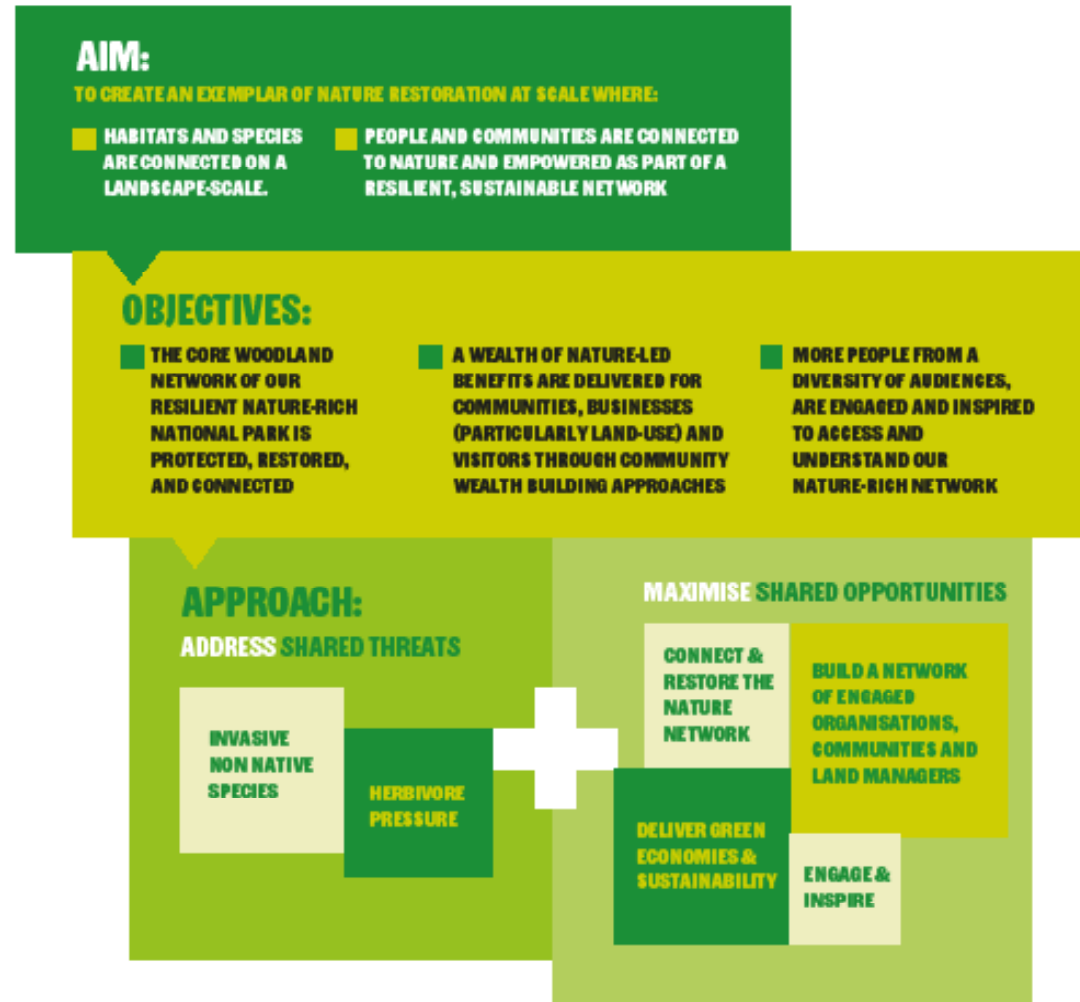 AIM:
TO CREATE AN EXEMPLAR OF NATURE RESTORATION AT SCALE WHERE:
HABITATS AND SPECIES
ARE CONNECTED ON A
LANDSCAPE-SCALE.
PEOPLE AND COMMUNITIES ARE CONNECTED
TO NATURE AND EMPOWERED AS PART OF A
RESILIENT, SUSTAINABLE NETWORK
OBJECTIVES:
THE CORE WOODLAND
NETWORK OF OUR
RESILIENT NATURE-RICH
NATIONAL PARK IS
PROTECTED, RESTORED,
AND CONNECTED
A WEALTH OF NATURE-LED
BENEFITS ARE DELIVERED FOR
COMMUNITIES, BUSINESSES
(PARTICULARLY LAND-USE) AND
VISITORS THROUGH COMMUNITY
WEALTH BUILDING APPROACHES
MORE PEOPLE FROM A
DIVERSITY OF AUDIENCES,
ARE ENGAGED AND INSPIRED
TO ACCESS AND
UNDERSTAND OUR
NATURE-RICH NETWORK
APPROACH:
ADDRESS SHARED THREATS
INVASIVE
NON NATIVE
SPECIES
HERBIVORE
PRESSURE
MAXIMISE SHARED OPPORTUNITIES
CONNECT &
RESTORE THE
NATURE
NETWORK
BUILD A NETWORK
OF ENGAGED
ORGANISATIONS,
COMMUNITIES AND
LAND MANAGERS
DELIVER GREEN
ECONOMIES &
SUSTAINABILITY
ENGAGE &
INSPIRE